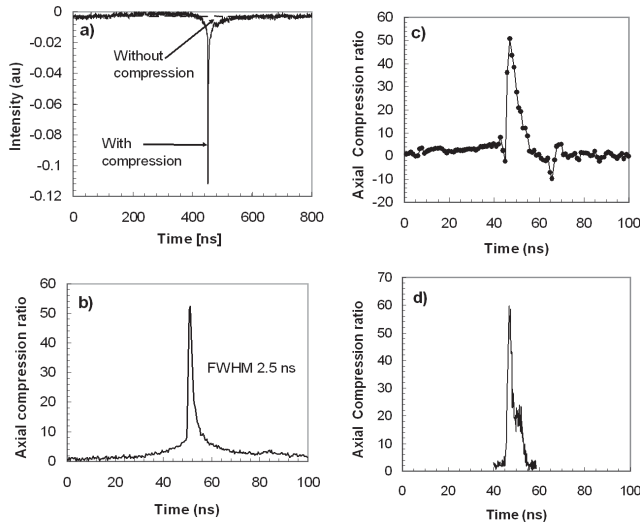 a)
Intensity (au)
0
-0.02
-0.04
-0.06
-0.08
-0.1
-0.12
Without
compression
With
compression
0 200 400 600 800
Time [ns]
c)
Axial Compression ratio
60
50
40
30
20
10
0
-10
-20
0 20 40 60 80 100
Time (ns)
b)
Axial compression ratio
60
50
40
30
20
10
0
FWHM 2.5 ns
0 20 40 60 80 100
Time (ns)
d)
Axial Compression ratio
70
60
50
40
30
20
10
0
0 20 40 60 80 100
Time (ns)